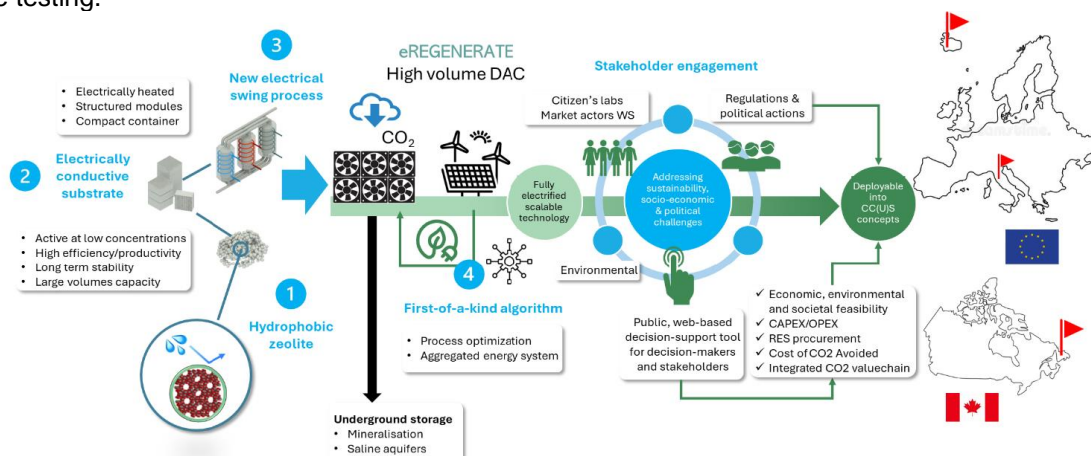 e testing.
3
New electrical
swing process
• Electrically heated
• Structured modules
• Compact container
2
Electrically
conductive
substrate
• Active at low concentrations
• High efficiency/productivity
• Long term stability
• Large volumes capacity
1
Hydrophobic
zeolite
eREGENERATE
High volume DAC
CO2
Fully
electrified
scalable
technology
4
First-of-a-kind algorithm
• Process optimization
• Aggregated energy system
Underground storage
• Mineralisation
• Saline aquifers
Stakeholder engagement
Citizen's labs
Market actors WS
Regulations &
political actions
Addressing
sustainability,
socio-economic
& political
challenges
Environmental
Public, web-based
decision-support tool
for decision-makers
and stakeholders
Deployable
into
CC(U)S
concepts
✓ Economic, environmental
and societal feasibility
✓ CAPEX/OPEX
✓ RES procurement
✓ Cost of CO2 Avoided
✓ Integrated CO2 valuechain